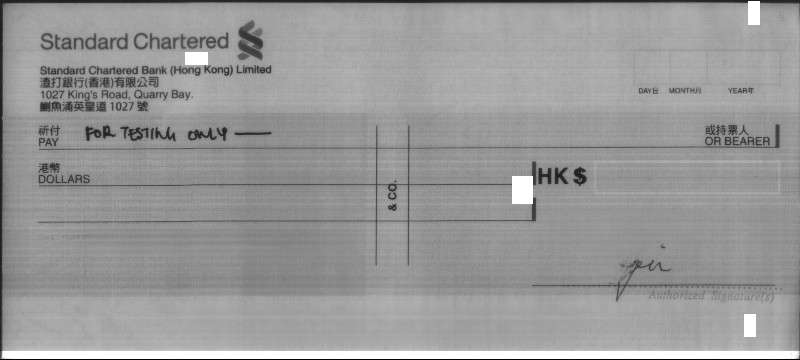 Standard Chartered
Standard Chartered Bank (Hong Kong) Limited
渣打銀行(香港)有限公司
1027 King's Road, Quarry Bay.
鰂魚涌英皇道 1027 號
DAY日 MONTH月 YEAR年
祈付
PAY
FOR TESTING ONLY
或持票人
OR BEARER
港幣
DOLLARS
& CO.
HK $
Authorized Signature(s)